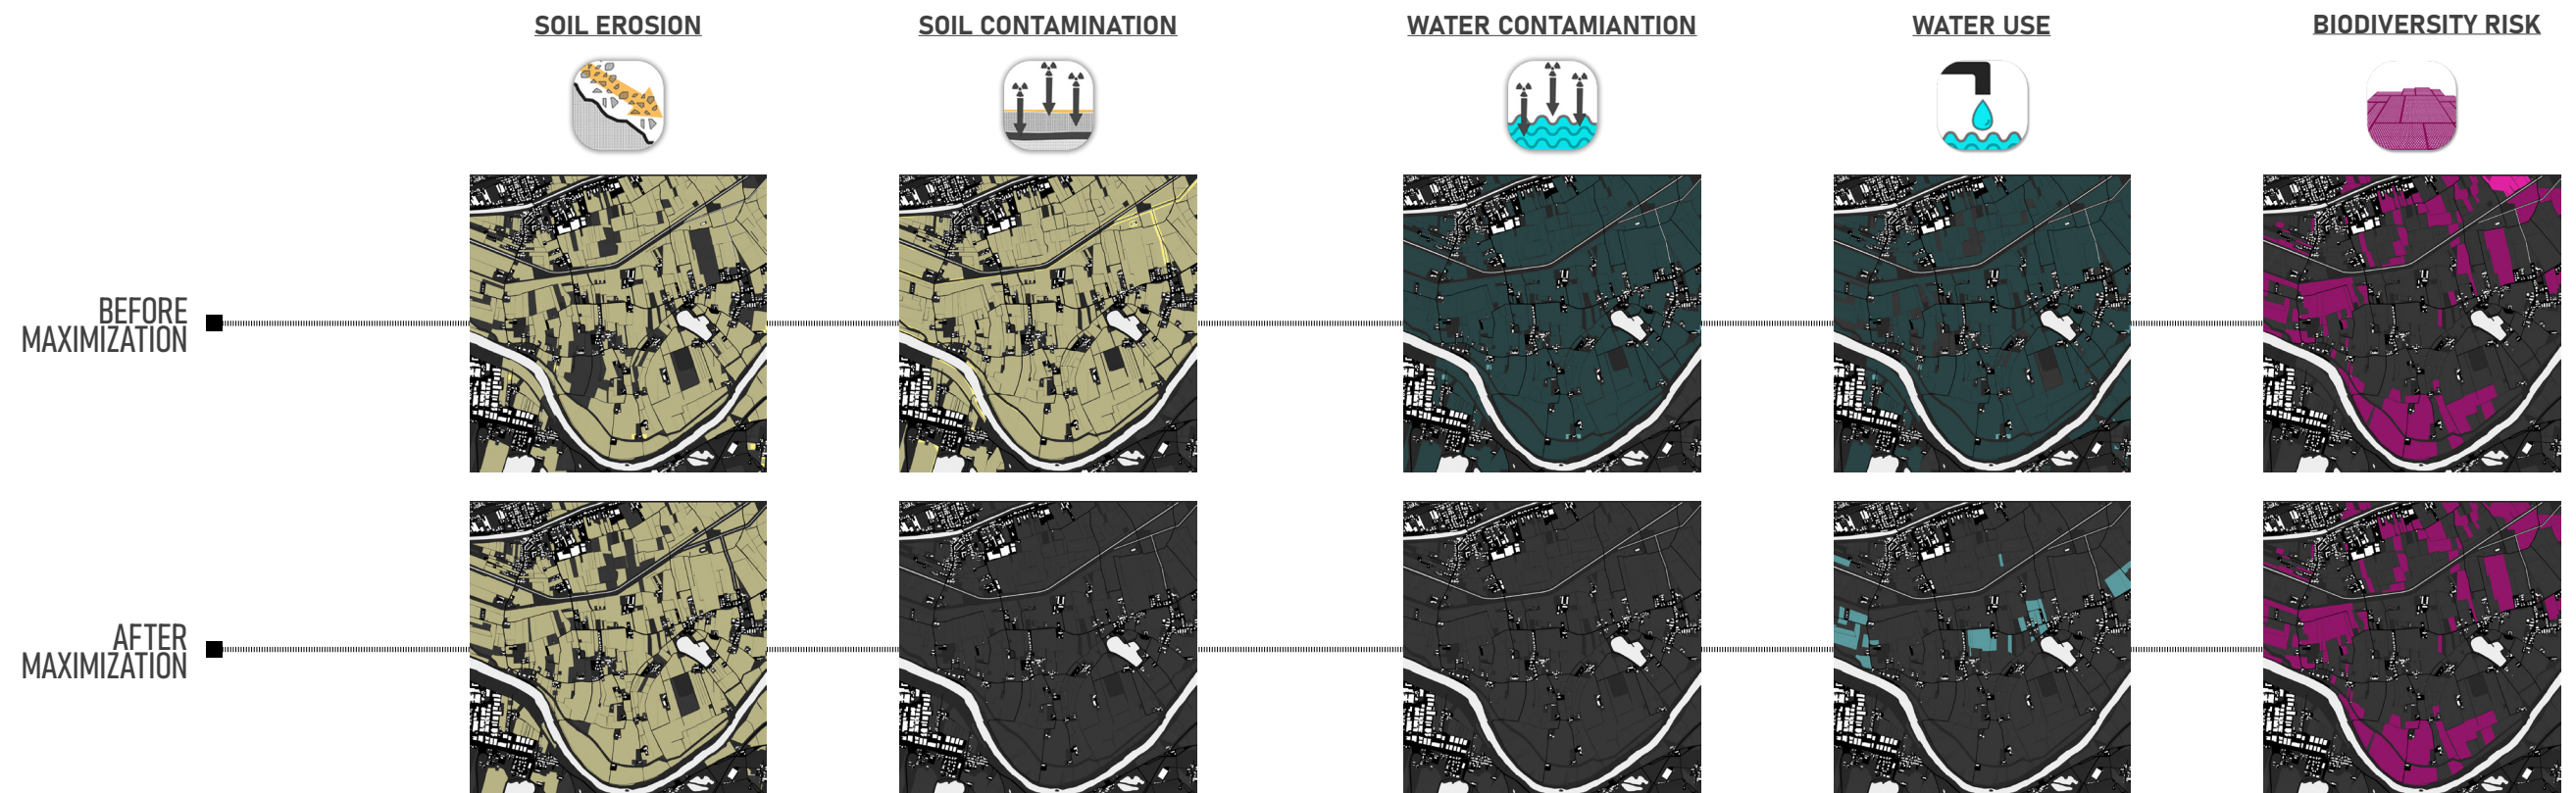 SOIL EROSION
SOIL CONTAMINATION
WATER CONTAMIANTION
WATER USE
BIODIVERSITY RISK
BEFORE
MAXIMIZATION
AFTER
MAXIMIZATION